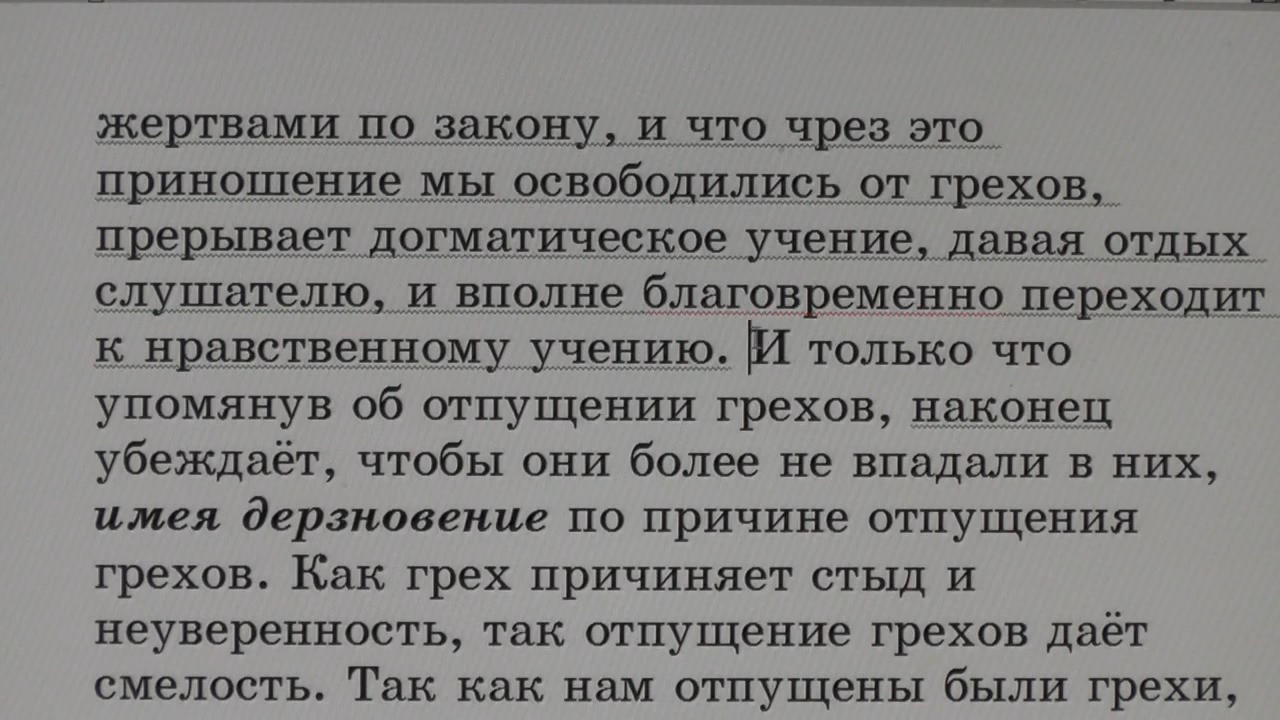 жертвами по закону, и что чрез это
приношение мы освободились от грехов,
прерывает догматическое учение, давая отдых
слушателю, и вполне благовременно переходит
к нравственному учению. И только что
упомянув об отпущении грехов, наконец
убеждаёт, чтобы они более не впадали в них,
имея дерзновение по причине отпущения
грехов. Как грех причиняет стыд и
неуверенность, так отпущение грехов даёт
смелость. Так как нам отпущены были грехи,